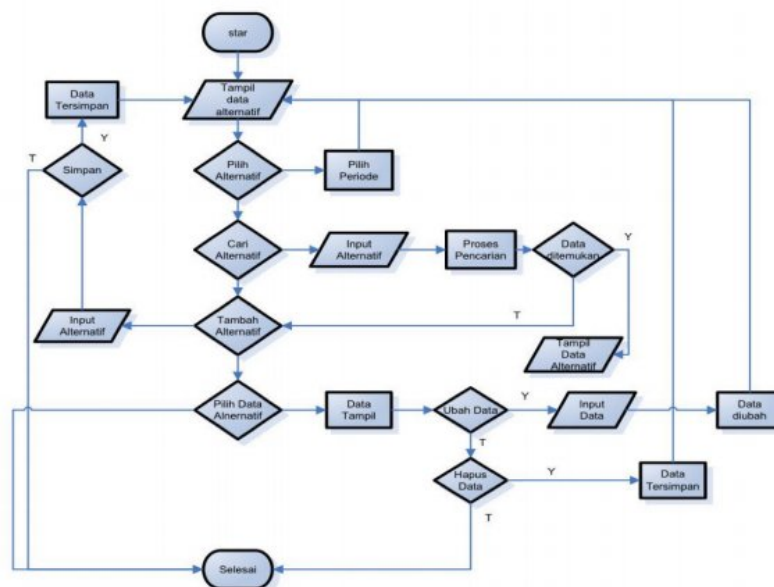 star
Data
Tersimpan
Tampil
data
alternatif
Y
T
Simpan
Pilih
Alternatif
Pilih
Periode
Cari
Alternatif
Input
Alternatif
Proses
Pencarian
Data
ditemukan
Y
Input
Alternatif
Tambah
Alternatif
T
Tampil
Data
Alternatif
Pilih Data
Alnernatif
Data
Tampil
Ubah Data
Y
Input
Data
Data
diubah
T
Hapus
Data
Y
Data
Tersimpan
T
Selesai